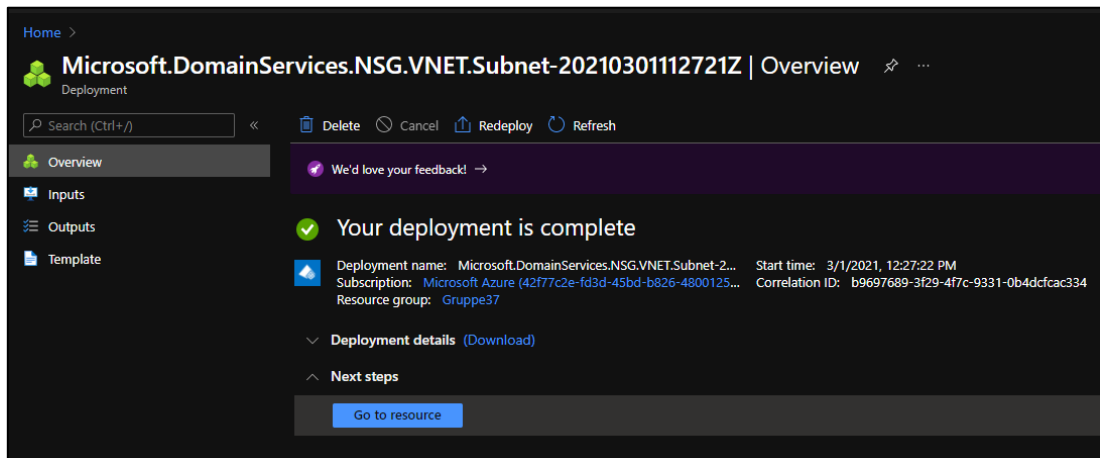 Home >
Microsoft.DomainServices.NSG.VNET.Subnet-20210301112721Z | Overview ...
Deployment
Search (Ctrl+/) «
Delete Cancel Redeploy Refresh
Overview
We'd love your feedback! →
Inputs
Outputs
Your deployment is complete
Template
Deployment name: Microsoft.DomainServices.NSG.VNET.Subnet-2... Start time: 3/1/2021, 12:27:22 PM
Subscription: Microsoft Azure (42f77c2e-fd3d-45bd-b826-4800125... Correlation ID: b9697689-3f29-4f7c-9331-0b4dcfcac334
Resource group: Gruppe37
Deployment details (Download)
Next steps
Go to resource